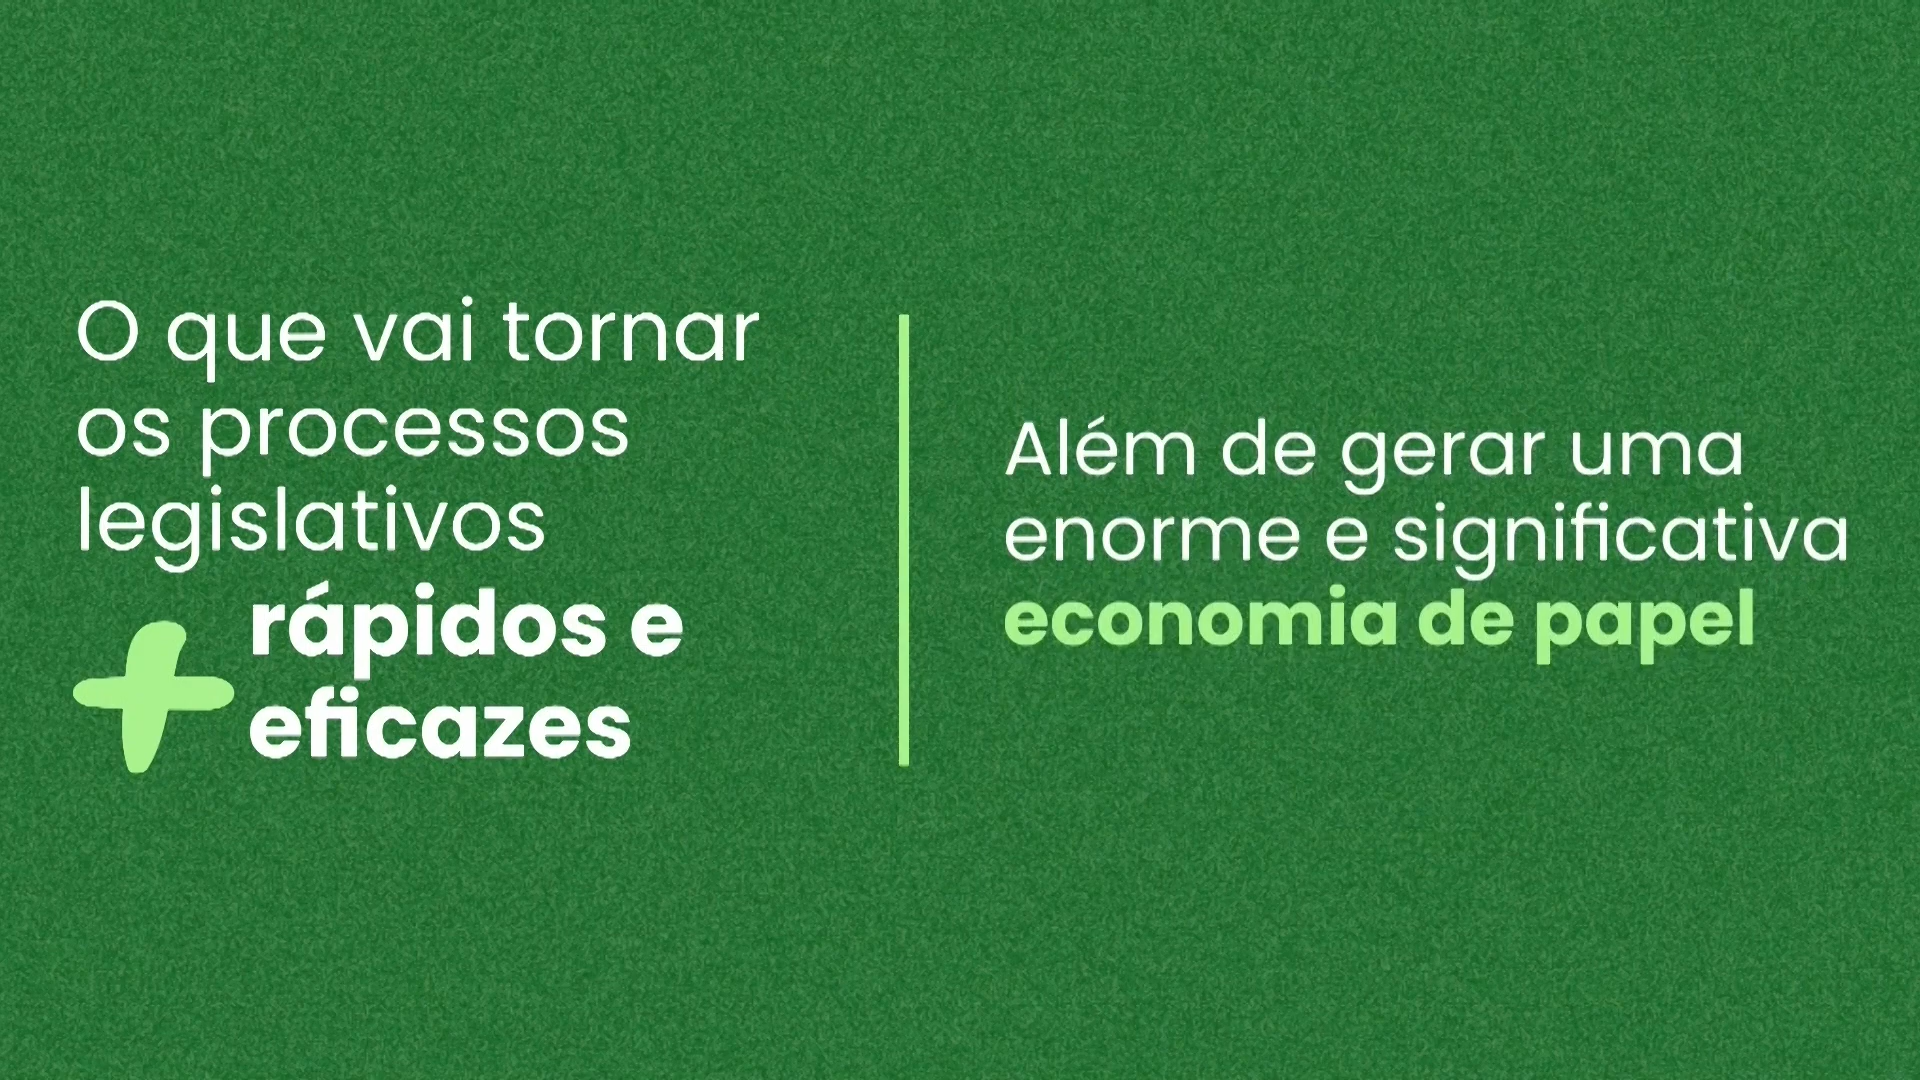 O que vai tornar
os processos
legislativos
+ rápidos e
eficazes
Além de gerar uma
enorme e significativa
economia de papel